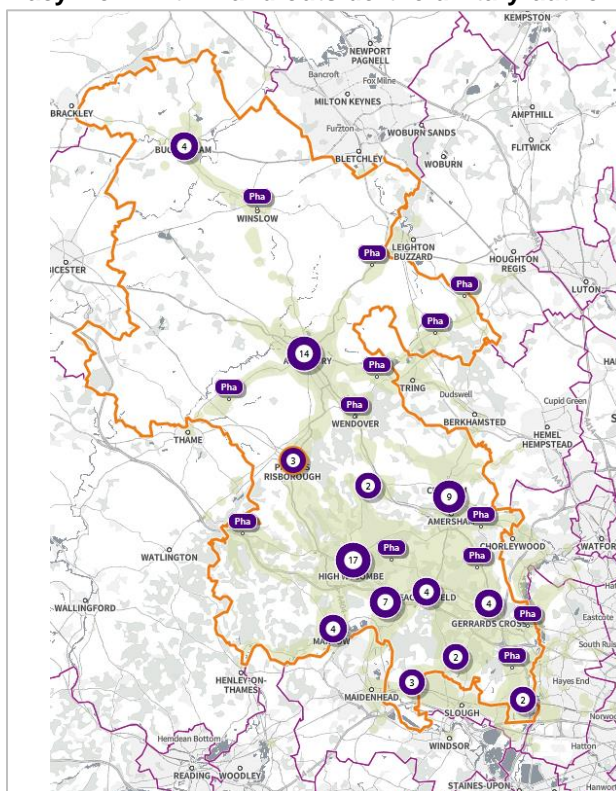 KEMPSTON
NEWPORT
PAGNELL
Bancroft
Fox Milne
MILTON KEYNES
BRACKLEY
AMPTHILL
Furzton
WOBURN SANDS
FLITWICK
4
BLETCHLEY
WOBURN
Pha
WINSLOW
LEIGHTON
BUZZARD
Pha
HOUGHTON
REGIS
BICESTER
Pha
LUTON
Pha
14
Pha
TRING
Pha
Dudswell
Cupid Green
Pha
WENDOVER
BERKHAMSTED
HEMEL
HEMPSTEAD
THAME
3
RISBOROUGH
2
9
Pha
AMERSHAM
Pha
CHORLEYWOOD
WATFORD
WATLINGTON
Pha
Pha
17
HIGH WYCOMBE
4
7
4
WALLINGFORD
GERRARDS CROSS
Pha
Eastcote
4
South Ruislip
2
Pha
HENLEY-ON-
THAMES
3
Hayes End
MAIDENHEAD
2
SLOUGH
Hemdean Bottom
WINDSOR
Hatton
READING
WOODLEY
STAINES-UPON